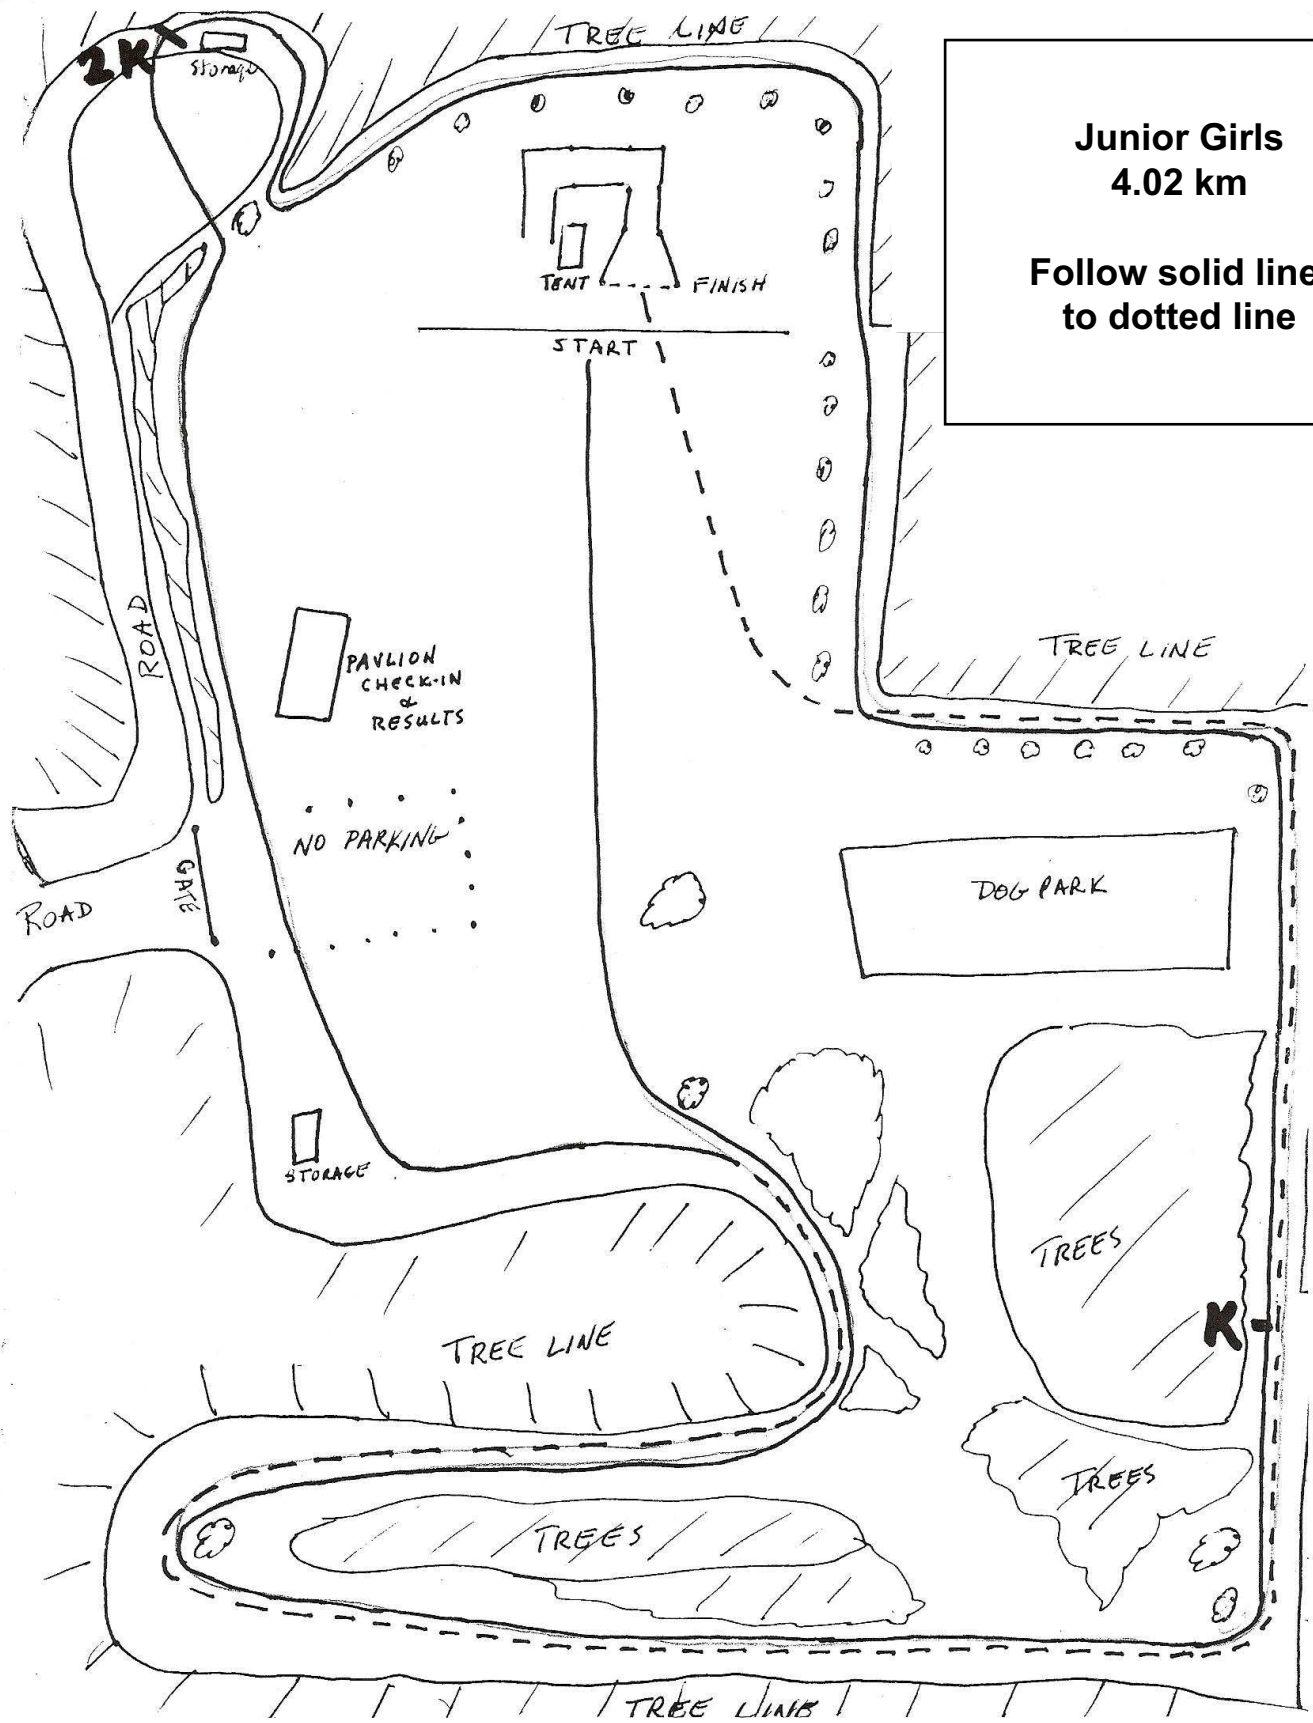 TREE LINE
2K
Storage
Junior Girls
4.02 km
Follow solid line
to dotted line
TENT
FINISH
START
ROAD
PAVLION
CHECK-IN
&
RESULTS
TREE LINE
NO PARKING
GATE
DOG PARK
ROAD
STORAGE
TREES
K
TREE LINE
TREES
TREES
TREE LINE